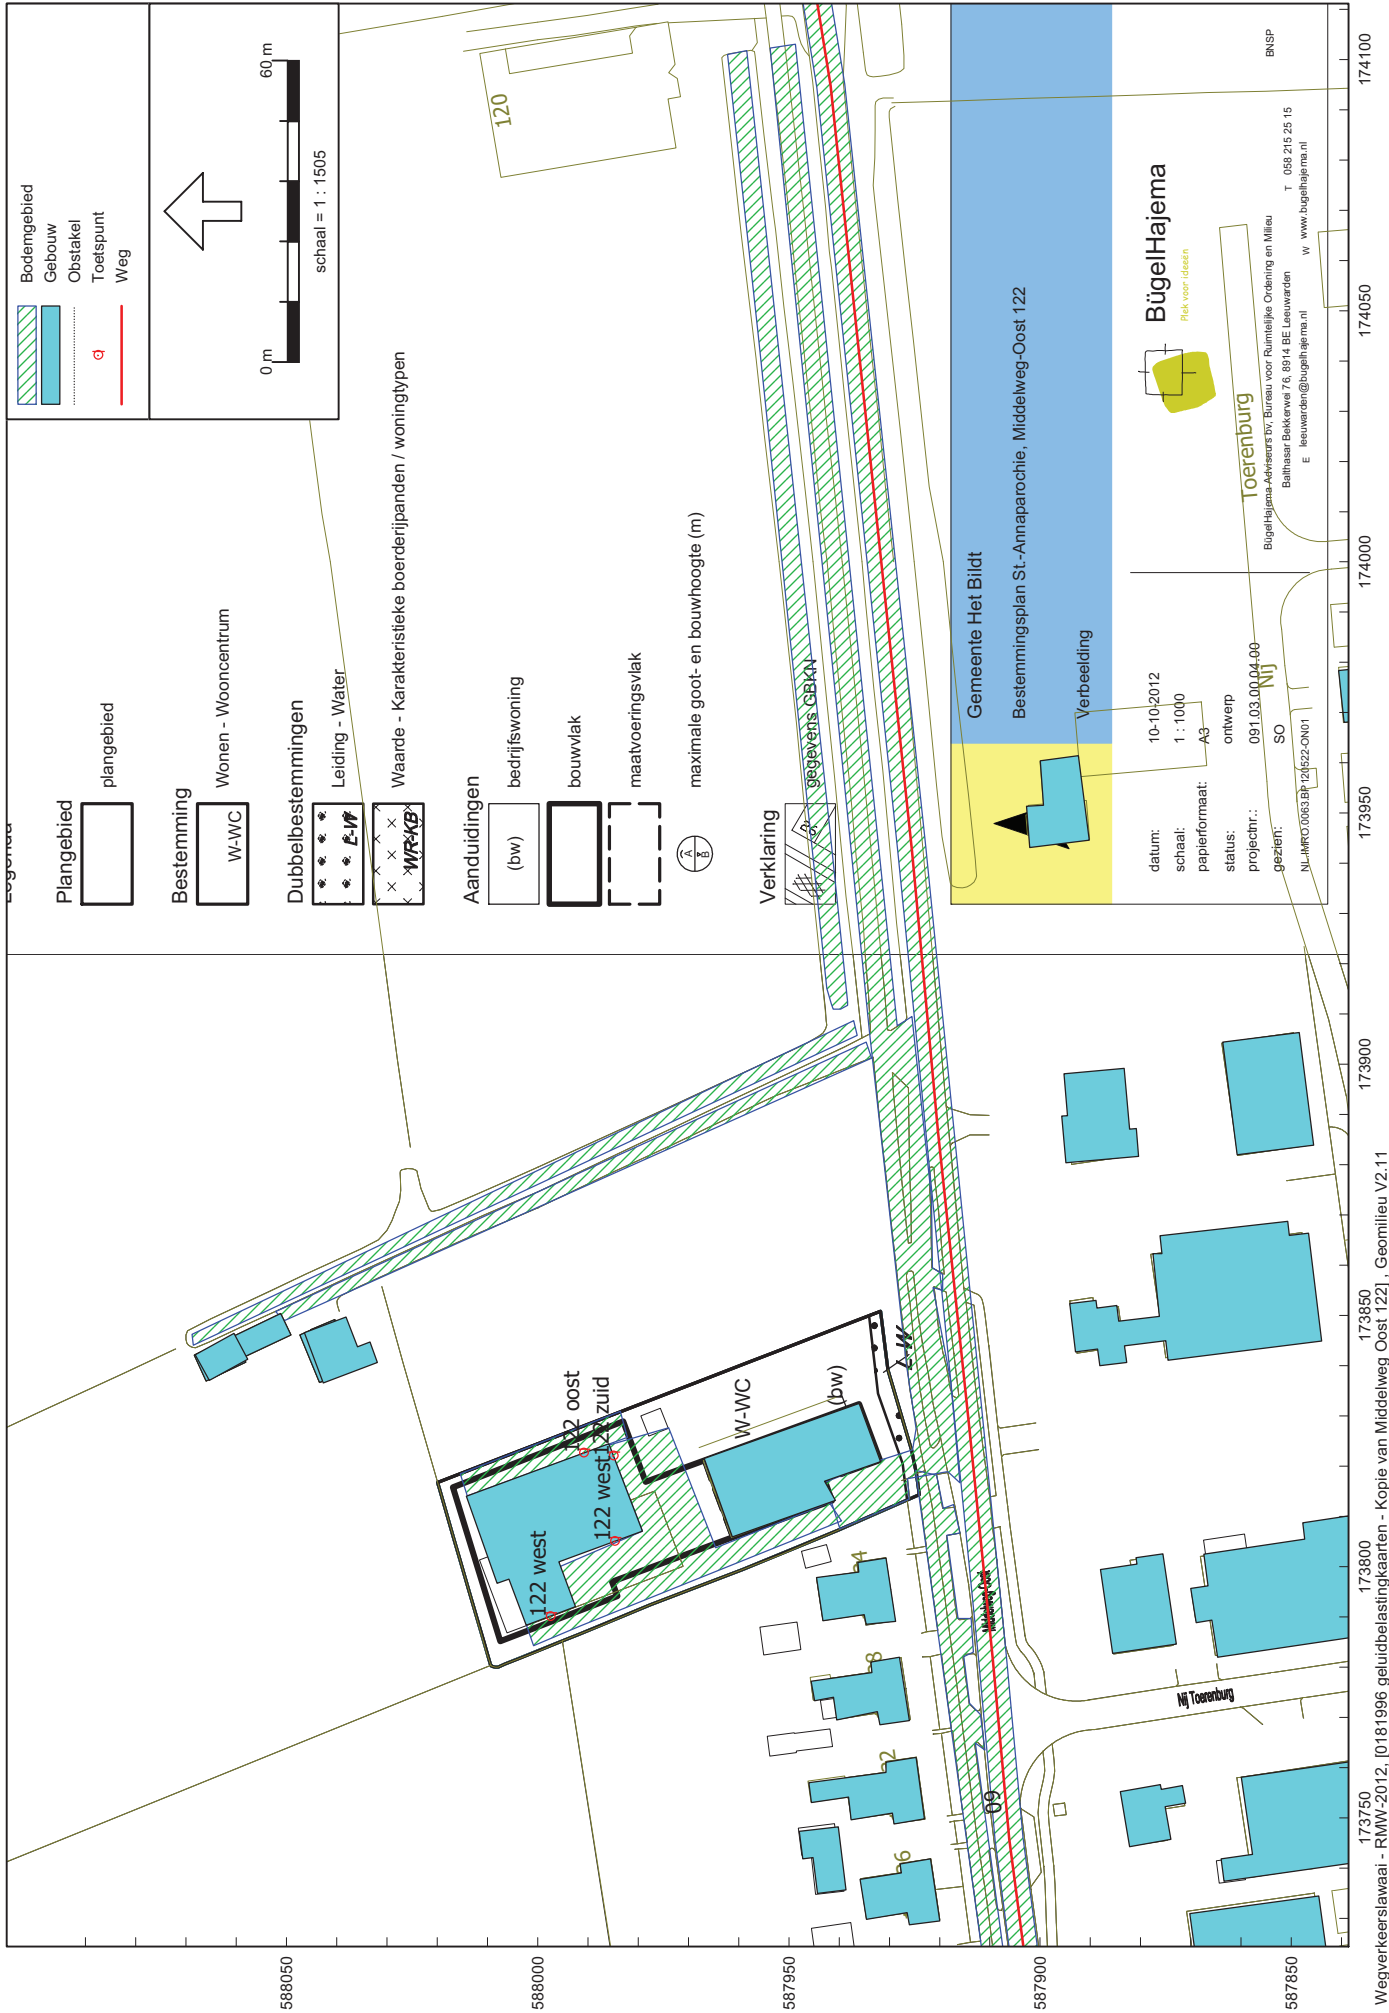 Bodemgebied
Gebouw
Obstakel
Toetspunt
Weg
0 m
60 m
schaal = 1 : 1505
Plangebied
plangebied
Bestemming
W-WC
Wonen - Wooncentrum
Dubbelbestemmingen
L-W
Leiding - Water
WR-KB
Waarde - Karakteristieke boerderijpanden / woningtypen
Aanduidingen
(bw)
bedrijfswoning
bouwvlak
maatvoeringsvlak
A
B
maximale goot- en bouwhoogte (m)
Verklaring
gegevens GBKN
Gemeente Het Bildt
Bestemmingsplan St.-Annaparochie, Middelweg-Oost 122
Verbeelding
datum:
10-10-2012
schaal:
1 : 1000
papierformaat:
A3
status:
ontwerp
projectnr.:
091.03.00.04.00
gezien:
SO
NL.IMRO.0063.BP120522-ON01
BügelHajema
Plek voor ideeën
BügelHajema Adviseurs bv, Bureau voor Ruimtelijke Ordening en Milieu
Balthasar Bekkerwei 76, 8914 BE Leeuwarden
T 058 215 25 15
E leeuwarden@bugelhajema.nl
W www.bugelhajema.nl
BNSP
Toerenburg
Nij
120
122 oost
122 zuid
122 west
122 west
W-WC
(bw)
L-W
4
8
2
6
60
Nij Toerenburg
588050
588000
587950
587900
587850
173750
173800
173850
173900
173950
174000
174050
174100
Wegverkeerslawaai - RMW-2012, [0181996 geluidbelastingkaarten - Kopie van Middelweg Oost 122] , Geomilieu V2.11